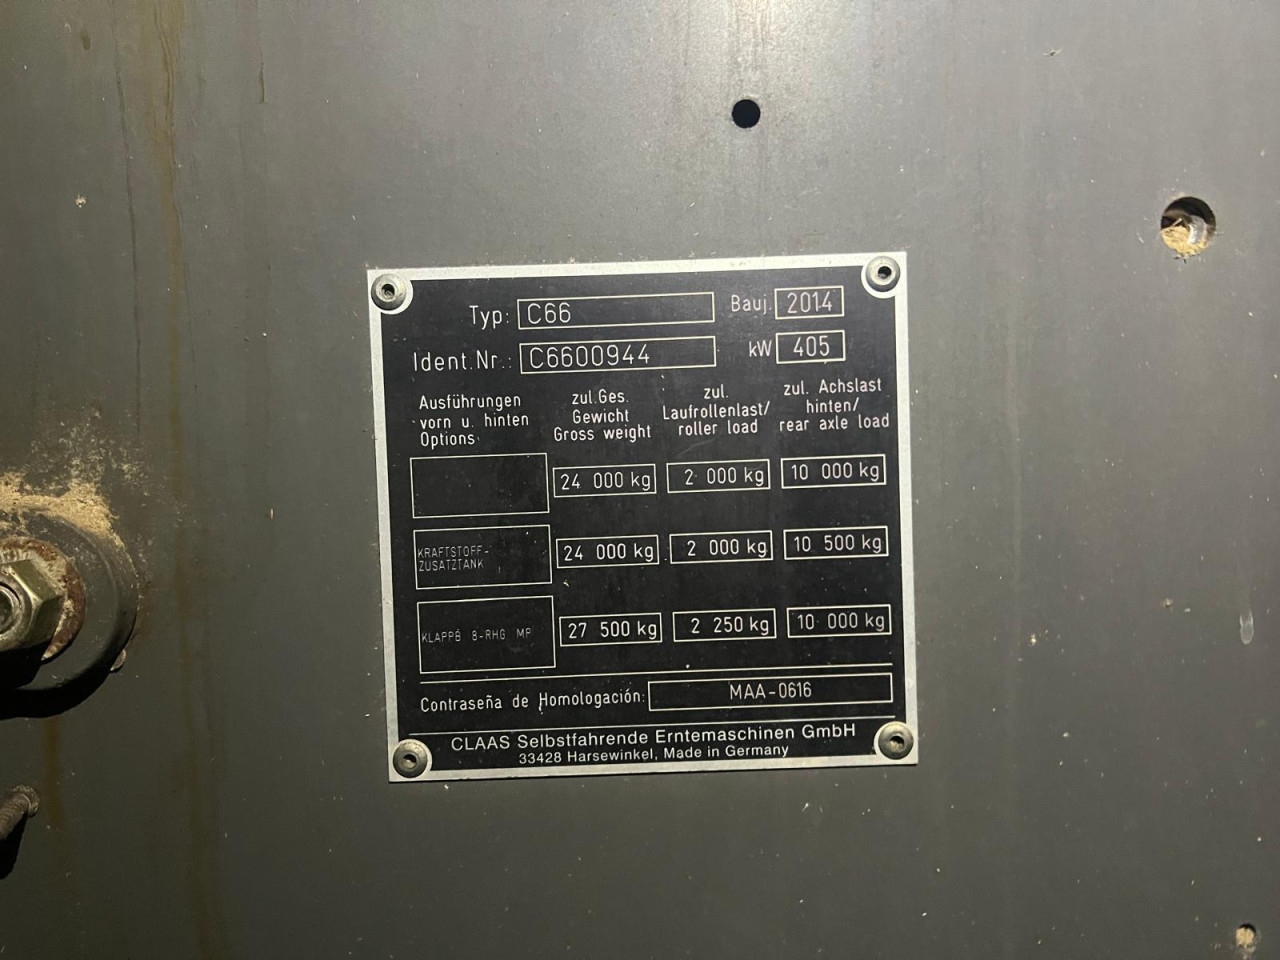 Typ: C66 Bauj. 2014
Ident.Nr.: C6600944 kW 405
Ausführungen
vorn u. hinten
Options
zul.Ges.
Gewicht
Gross weight
zul.
Laufrollenlast/
roller load
zul. Achslast
hinten/
rear axle load
24 000 kg 2 000 kg 10 000 kg
KRAFTSTOFF-
ZUSATZTANK
24 000 kg 2 000 kg 10 500 kg
8-RHG MP 27 500 kg 2 250 kg 10 000 kg
Contraseña de Homologación: MAA-0616
CLAAS Selbstfahrende Erntemaschinen GmbH
33428 Harsewinkel, Made in Germany